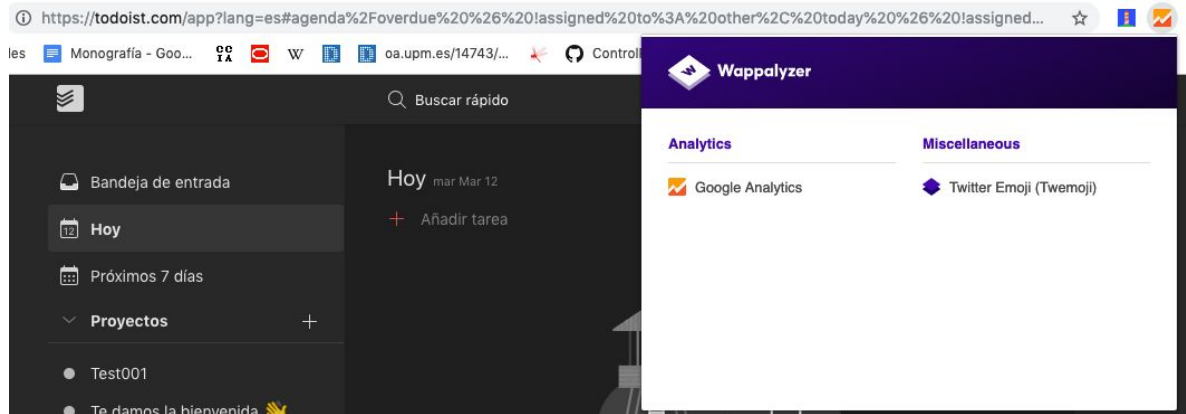 https://todoist.com/app?lang=es#agenda%2Foverdue%20%26%20!assigned%20to%3A%20other%2C%20today%20%26%20!assigned...
les Monografía - Goo... W oa.upm.es/14743/... Controll
Wappalyzer
Buscar rápido
Analytics Miscellaneous
Google Analytics Twitter Emoji (Twemoji)
Bandeja de entrada
Hoy mar Mar 12
Añadir tarea
12 Hoy
Próximos 7 días
Proyectos
Test001
Te damos la bienvenida 👋